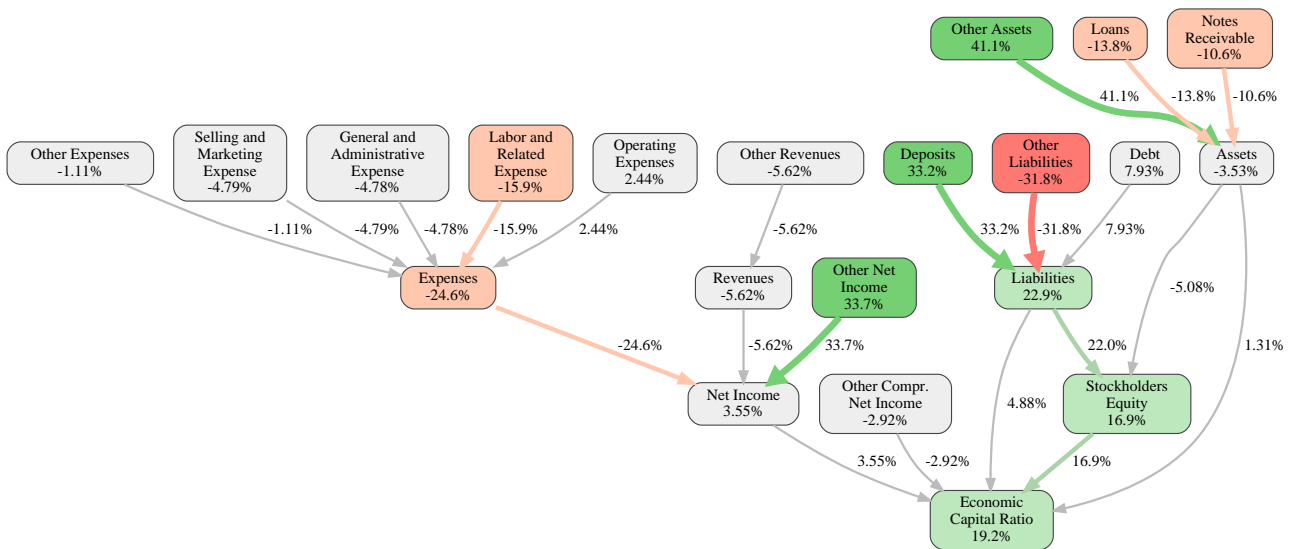 Other Assets
41.1%
Loans
-13.8%
Notes
Receivable
-10.6%
41.1%
-13.8%
-10.6%
Other Expenses
-1.11%
Selling and
Marketing
Expense
-4.79%
General and
Administrative
Expense
-4.78%
Labor and
Related
Expense
-15.9%
Operating
Expenses
2.44%
Other Revenues
-5.62%
Deposits
33.2%
Other
Liabilities
-31.8%
Debt
7.93%
Assets
-3.53%
-1.11%
-4.79%
-4.78%
-15.9%
2.44%
-5.62%
33.2%
-31.8%
7.93%
Expenses
-24.6%
Revenues
-5.62%
Other Net
Income
33.7%
Liabilities
22.9%
-5.08%
-24.6%
-5.62%
33.7%
22.0%
1.31%
Net Income
3.55%
Other Compr.
Net Income
-2.92%
4.88%
Stockholders
Equity
16.9%
3.55%
-2.92%
16.9%
Economic
Capital Ratio
19.2%